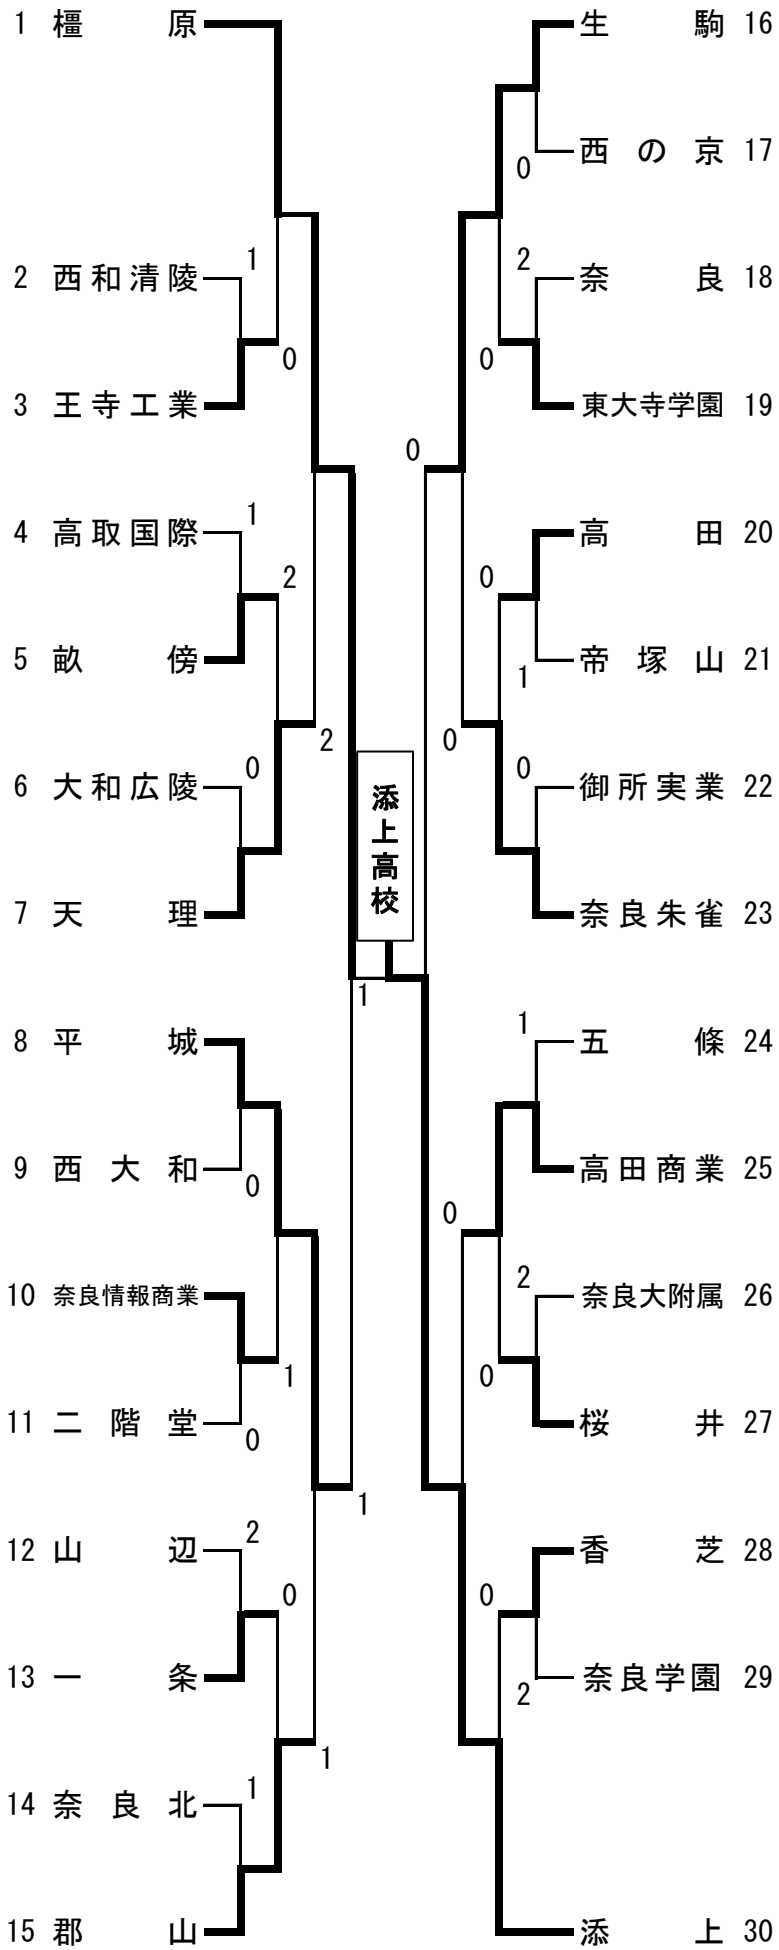 1 橿原
1
2 西和清陵
0
3 王寺工業
1
4 高取国際
2
5 畝傍
2
0
6 大和広陵
7 天理
1
8 平城
9 西大和
0
10 奈良情報商業
1
11 二階堂
0
1
2
12 山辺
0
13 一条
1
1
14 奈良北
15 郡山
添上高校
生駒 16
西の京 17
0
2
奈良 18
0
東大寺学園 19
0
高田 20
0
帝塚山 21
1
0
0
御所実業 22
奈良朱雀 23
1
五條 24
高田商業 25
0
2
奈良大附属 26
0
桜井 27
香芝 28
0
奈良学園 29
2
添上 30